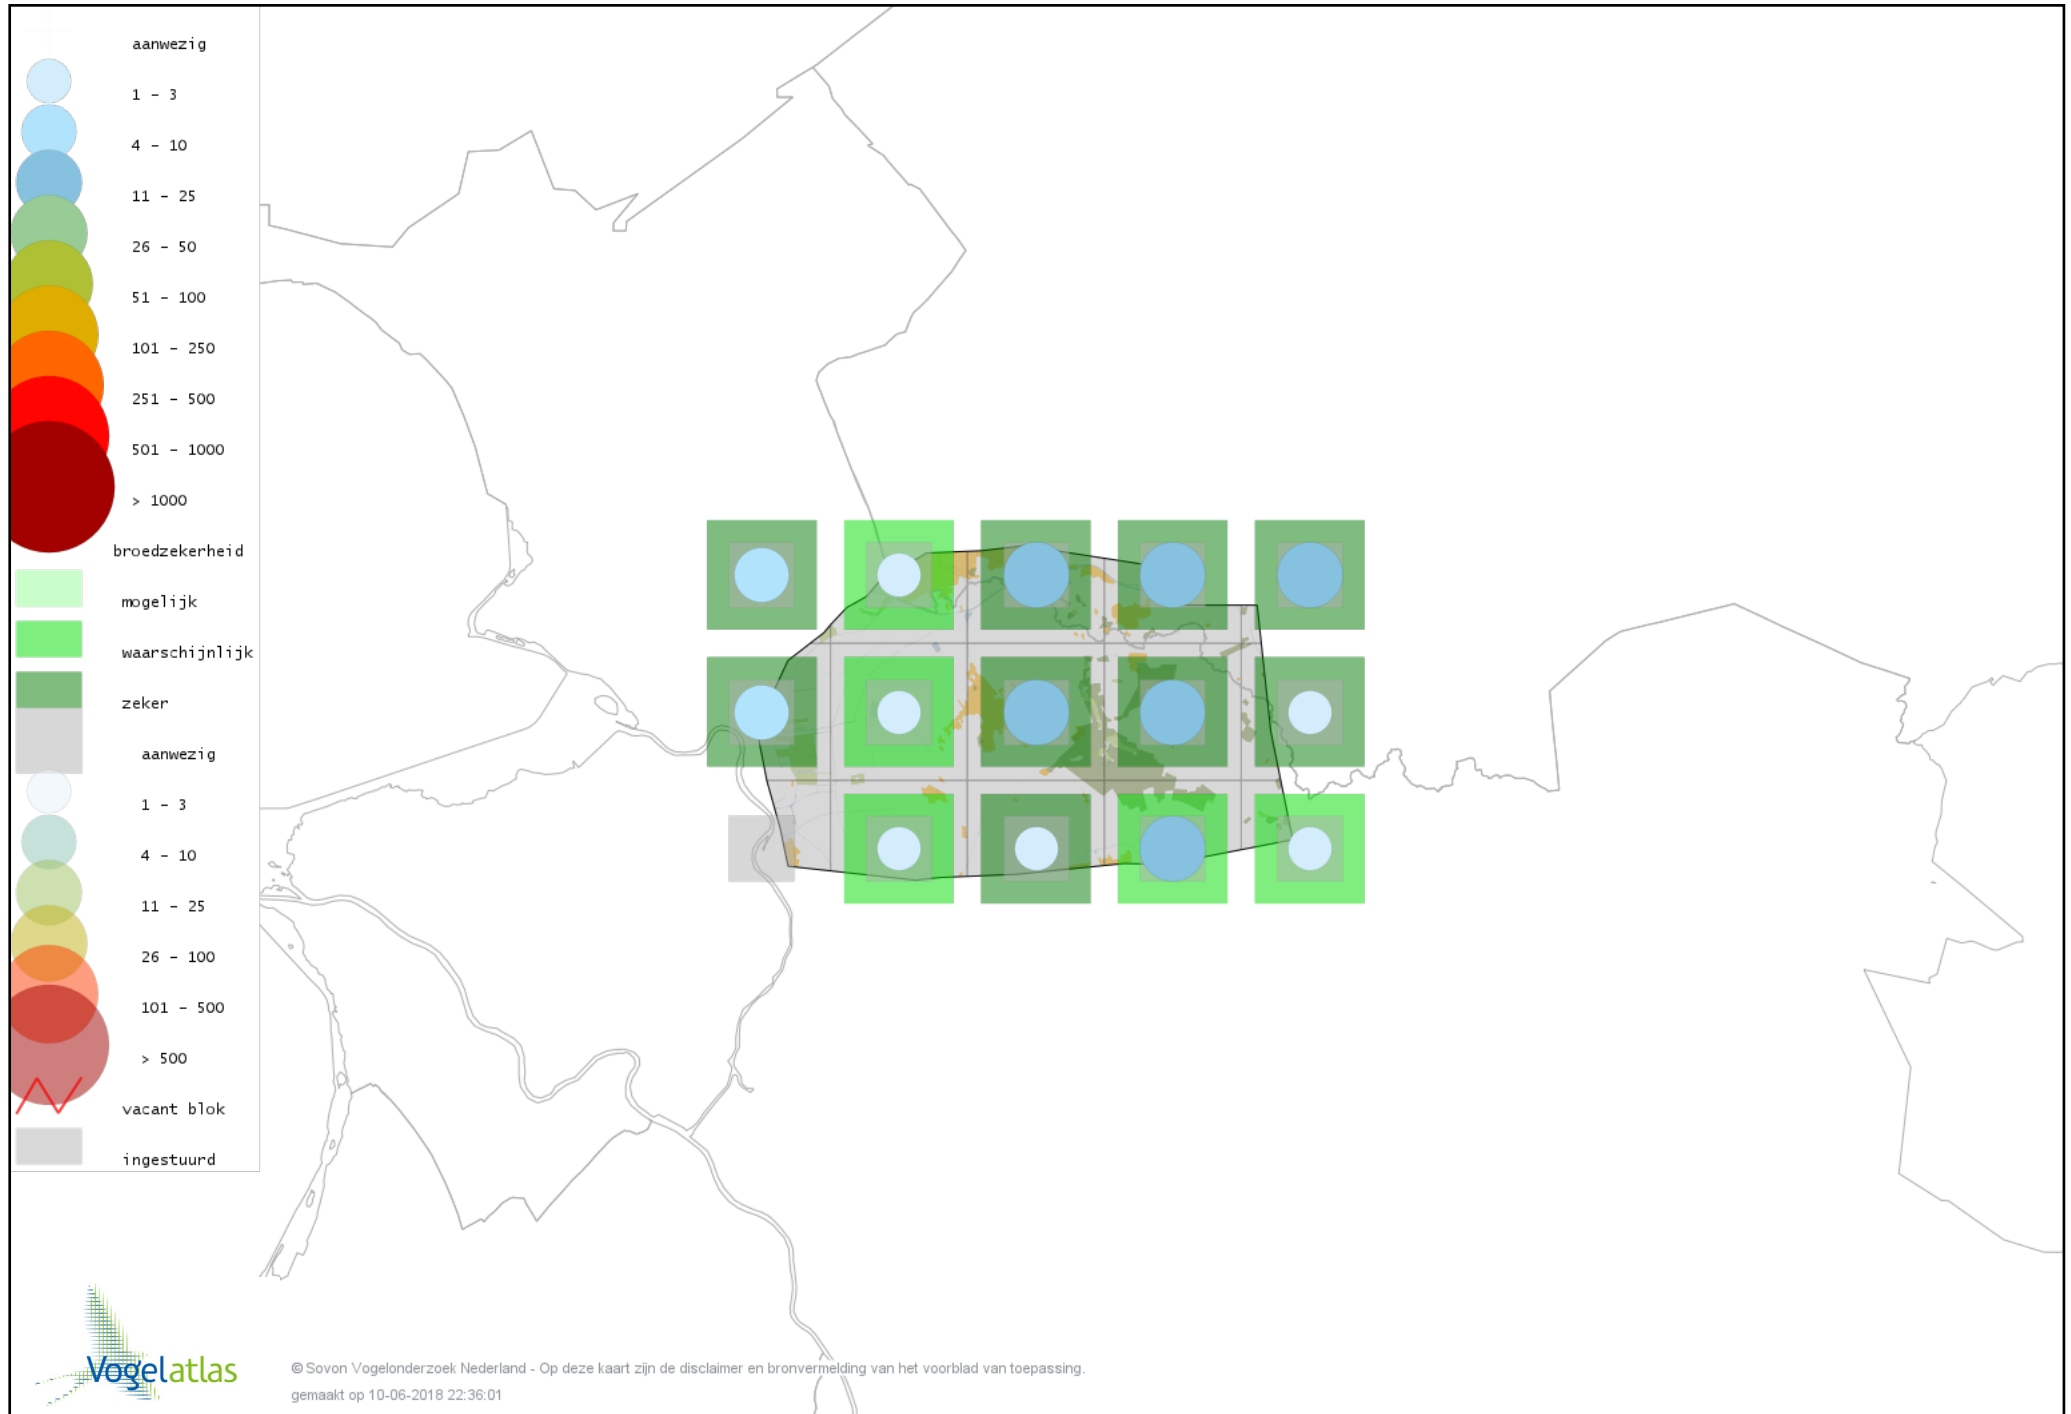 aanwezig
1 - 3
4 - 10
11 - 25
26 - 50
51 - 100
101 - 250
251 - 500
501 - 1000
> 1000
broedzekerheid
mogelijk
waarschijnlijk
zeker
aanwezig
1 - 3
4 - 10
11 - 25
26 - 100
101 - 500
> 500
vacant blok
ingestuurd
Vogelatlas
© Sovon Vogelonderzoek Nederland - Op deze kaart zijn de disclaimer en bronvermelding van het voorblad van toepassing.
gemaakt op 10-06-2018 22:36:01